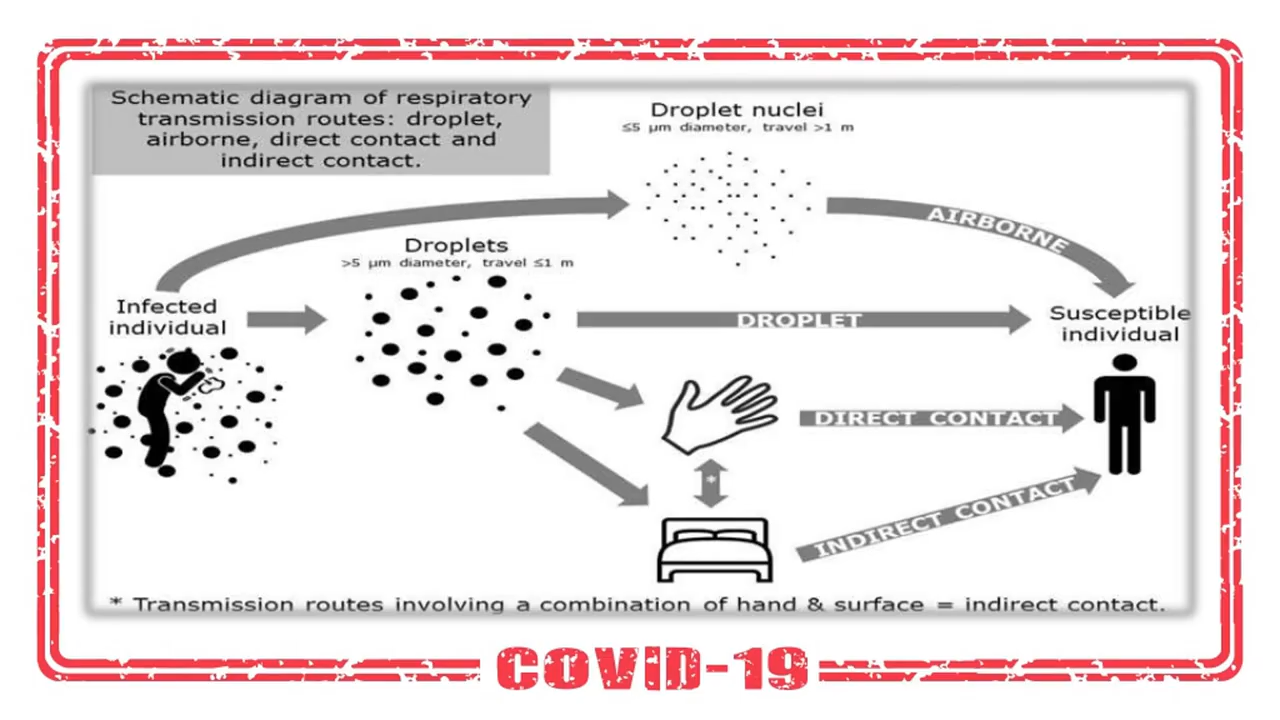 Schematic diagram of respiratory
transmission routes: droplet,
airborne, direct contact and
indirect contact.
Droplet nuclei
≤5 µm diameter, travel >1 m
AIRBORNE
Droplets
>5 µm diameter, travel ≤1 m
Infected
individual
DROPLET
Susceptible
individual
DIRECT CONTACT
*
INDIRECT CONTACT
* Transmission routes involving a combination of hand & surface = indirect contact.
COVID-19